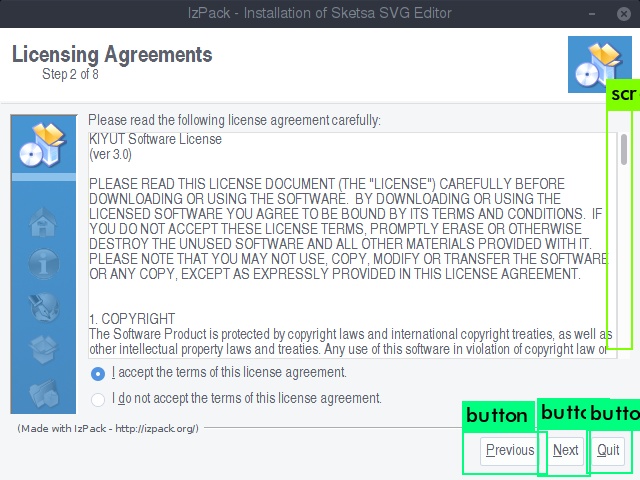 IzPack - Installation of Sketsa SVG Editor
Licensing Agreements
Step 2 of 8
Please read the following license agreement carefully:
KIYUT Software License
(ver 3.0)
PLEASE READ THIS LICENSE DOCUMENT (THE "LICENSE") CAREFULLY BEFORE
DOWNLOADING OR USING THE SOFTWARE. BY DOWNLOADING OR USING THE
LICENSED SOFTWARE YOU AGREE TO BE BOUND BY ITS TERMS AND CONDITIONS. IF
YOU DO NOT ACCEPT THESE LICENSE TERMS, PROMPTLY ERASE OR OTHERWISE
DESTROY THE UNUSED SOFTWARE AND ALL OTHER MATERIALS PROVIDED WITH IT.
PLEASE NOTE THAT YOU MAY NOT USE, COPY, MODIFY OR TRANSFER THE SOFTWARE
OR ANY COPY, EXCEPT AS EXPRESSLY PROVIDED IN THIS LICENSE AGREEMENT.
1. COPYRIGHT
The Software Product is protected by copyright laws and international copyright treaties, as well as
other intellectual property laws and treaties. Any use of this software in violation of copyright law or
I accept the terms of this license agreement.
I do not accept the terms of this license agreement.
(Made with IzPack - http://izpack.org/)
scr
button
button
Previous
Next
Quit